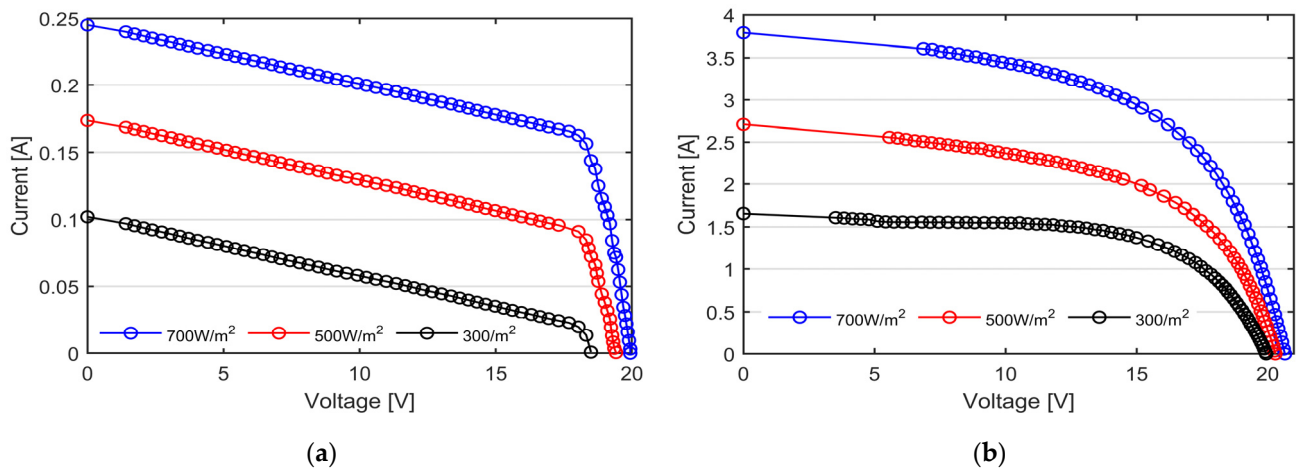 0.25
0.2
0.15
0.1
0.05
0
Current [A]
0 5 10 15 20
Voltage [V]
700W/m² 500W/m² 300/m²
(a)
4
3.5
3
2.5
2
1.5
1
0.5
0
Current [A]
0 5 10 15 20
Voltage [V]
700W/m² 500W/m² 300/m²
(b)